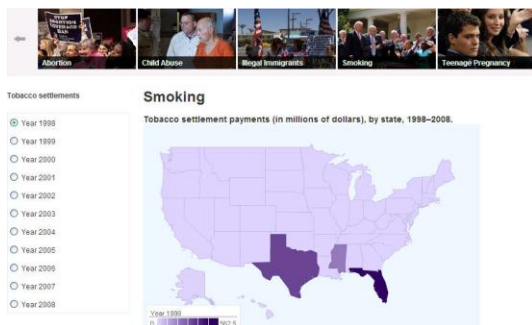 Abortion
Child Abuse
Illegal Immigrants
Smoking
Teenage Pregnancy
Tobacco settlements
Smoking
Tobacco settlement payments (in millions of dollars), by state, 1998–2008.
Year 1998
Year 1999
Year 2000
Year 2001
Year 2002
Year 2003
Year 2004
Year 2005
Year 2006
Year 2007
Year 2008
Year 1998
0 562.5